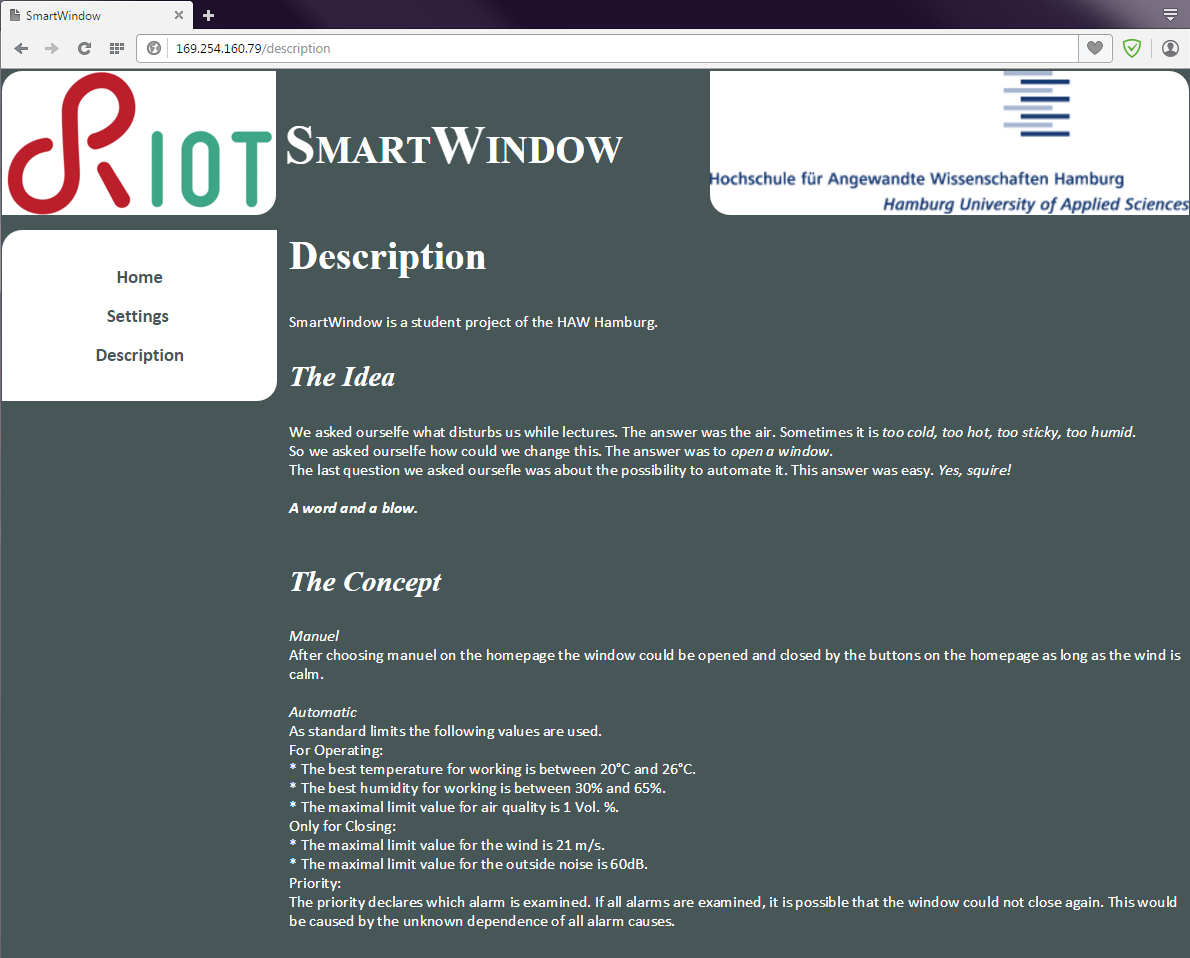 SmartWindow
169.254.160.79/description
RIOT
SMARTWINDOW
Hochschule für Angewandte Wissenschaften Hamburg
Hamburg University of Applied Sciences
Home
Settings
Description
Description
SmartWindow is a student project of the HAW Hamburg.
The Idea
We asked ourselfe what disturbs us while lectures. The answer was the air. Sometimes it is too cold, too hot, too sticky, too humid.
So we asked ourselfe how could we change this. The answer was to open a window.
The last question we asked oursefle was about the possibility to automate it. This answer was easy. Yes, squire!
A word and a blow.
The Concept
Manuel
After choosing manuel on the homepage the window could be opened and closed by the buttons on the homepage as long as the wind is
calm.
Automatic
As standard limits the following values are used.
For Operating:
* The best temperature for working is between 20°C and 26°C.
* The best humidity for working is between 30% and 65%.
* The maximal limit value for air quality is 1 Vol. %.
Only for Closing:
* The maximal limit value for the wind is 21 m/s.
* The maximal limit value for the outside noise is 60dB.
Priority:
The priority declares which alarm is examined. If all alarms are examined, it is possible that the window could not close again. This would
be caused by the unknown dependence of all alarm causes.